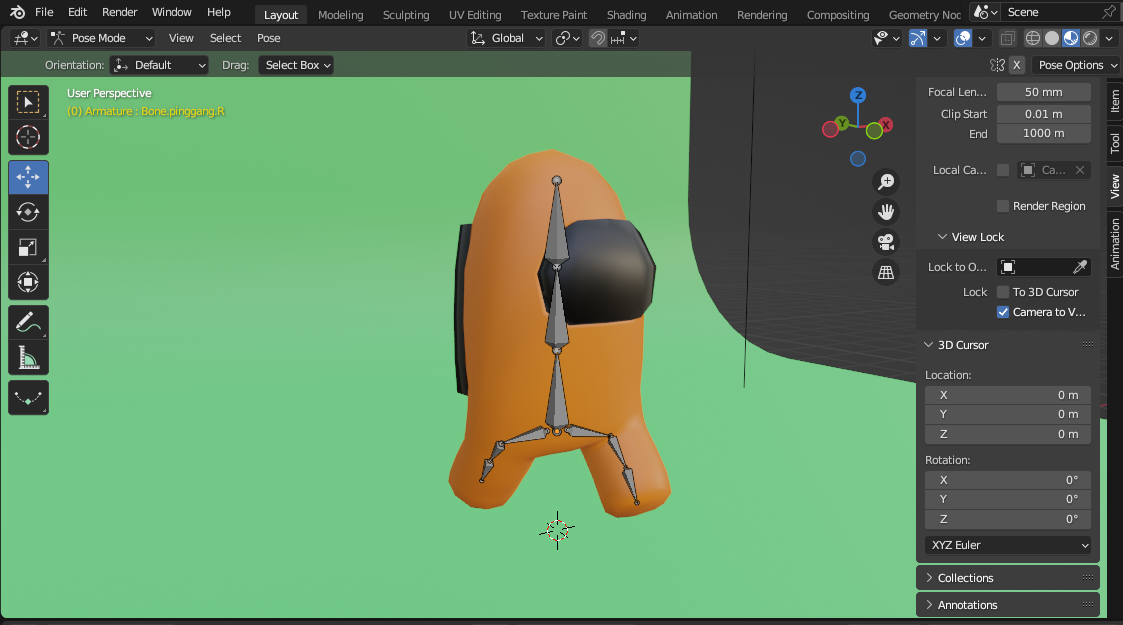 File Edit Render Window Help Layout Modeling Sculpting UV Editing Texture Paint Shading Animation Rendering Compositing Geometry Noc Scene
Pose Mode View Select Pose Global
Orientation: Default Drag: Select Box X Pose Options
User Perspective
(0) Armature : Bone.pinggang.R
Z
Y
X
Focal Len... 50 mm
Clip Start 0.01 m
End 1000 m
Local Ca... Ca...
Render Region
View Lock
Lock to O...
Lock To 3D Cursor
Camera to V...
3D Cursor
Location:
X 0 m
Y 0 m
Z 0 m
Rotation:
X 0°
Y 0°
Z 0°
XYZ Euler
Collections
Annotations
Item
Tool
View
Animation